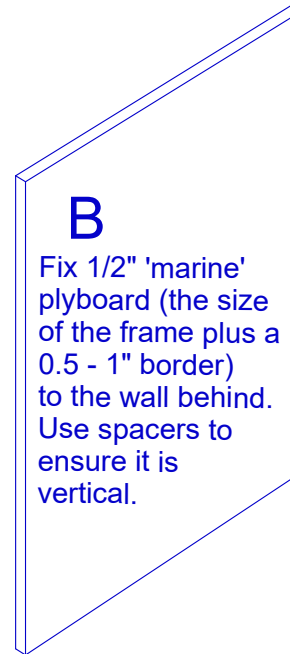 B
Fix 1/2" 'marine'
plyboard (the size
of the frame plus a
0.5 - 1" border)
to the wall behind.
Use spacers to
ensure it is
vertical.